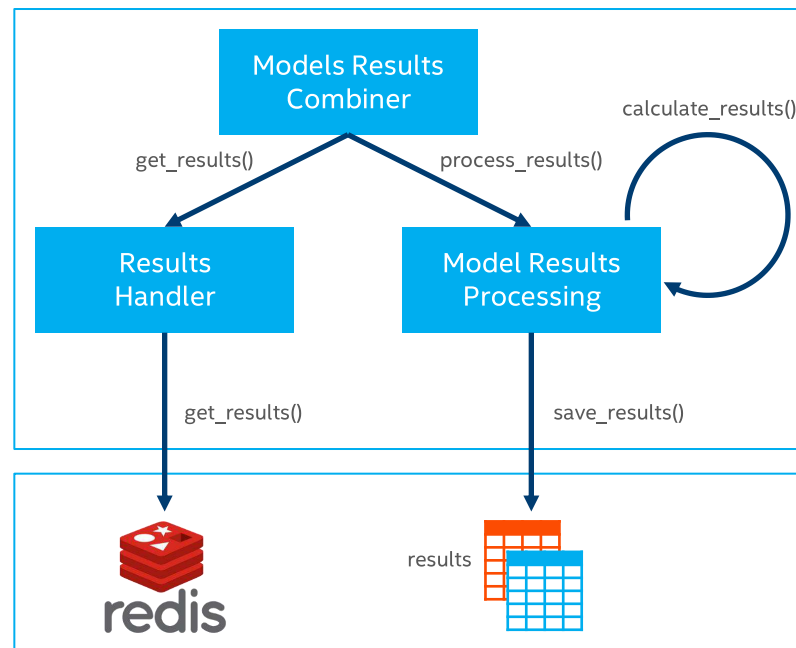 Models Results
Combiner
calculate_results()
get_results()
process_results()
Results
Handler
Model Results
Processing
get_results()
save_results()
results
redis